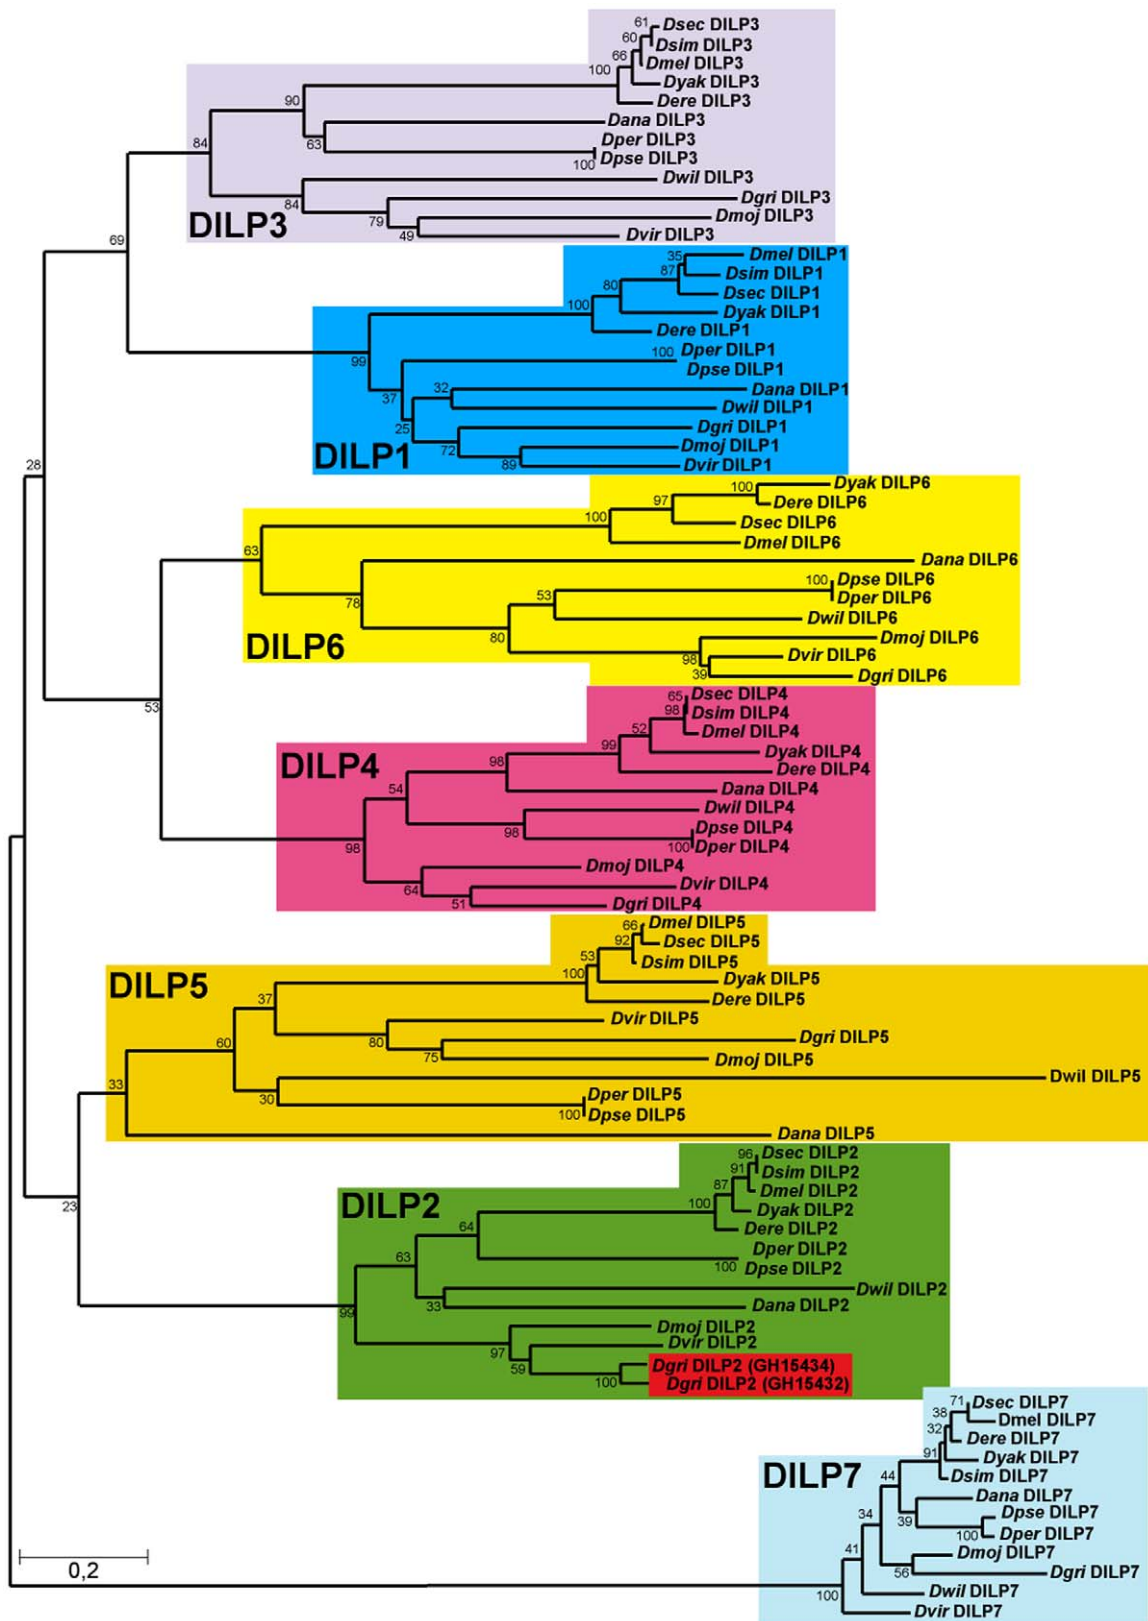 61
Dsec DILP3
60
Dsim DILP3
66
Dmel DILP3
100
Dyak DILP3
90
Dere DILP3
Dana DILP3
84
63
Dper DILP3
100
Dpse DILP3
84
Dwil DILP3
79
Dgri DILP3
DILP3
49
Dmoj DILP3
69
Dvir DILP3
35
Dmel DILP1
87
Dsim DILP1
80
Dsec DILP1
100
Dyak DILP1
Dere DILP1
99
100
Dper DILP1
Dpse DILP1
37
32
Dana DILP1
25
Dwil DILP1
72
Dgri DILP1
DILP1
89
Dmoj DILP1
28
Dvir DILP1
100
Dyak DILP6
97
Dere DILP6
100
Dsec DILP6
63
Dmel DILP6
Dana DILP6
78
100
Dpse DILP6
53
Dper DILP6
80
Dwil DILP6
DILP6
98
Dmoj DILP6
39
Dvir DILP6
Dgri DILP6
53
65
Dsec DILP4
98
Dsim DILP4
52
Dmel DILP4
99
Dyak DILP4
DILP4
98
Dere DILP4
54
Dana DILP4
98
Dwil DILP4
Dpse DILP4
98
100
Dper DILP4
64
Dmoj DILP4
51
Dvir DILP4
Dgri DILP4
66
Dmel DILP5
92
Dsec DILP5
53
Dsim DILP5
DILP5
100
Dyak DILP5
37
Dere DILP5
Dvir DILP5
60
80
Dgri DILP5
75
Dmoj DILP5
33
Dwil DILP5
30
Dper DILP5
100
Dpse DILP5
Dana DILP5
23
96
Dsec DILP2
91
Dsim DILP2
87
Dmel DILP2
DILP2
100
Dyak DILP2
64
Dere DILP2
63
Dper DILP2
100
Dpse DILP2
33
Dwil DILP2
99
Dana DILP2
Dmoj DILP2
97
Dvir DILP2
59
Dgri DILP2 (GH15434)
100
Dgri DILP2 (GH15432)
71
Dsec DILP7
38
Dmel DILP7
32
Dere DILP7
91
Dyak DILP7
DILP7
44
Dsim DILP7
Dana DILP7
34
39
Dpse DILP7
100
Dper DILP7
41
Dmoj DILP7
56
Dgri DILP7
100
Dwil DILP7
Dvir DILP7
0,2